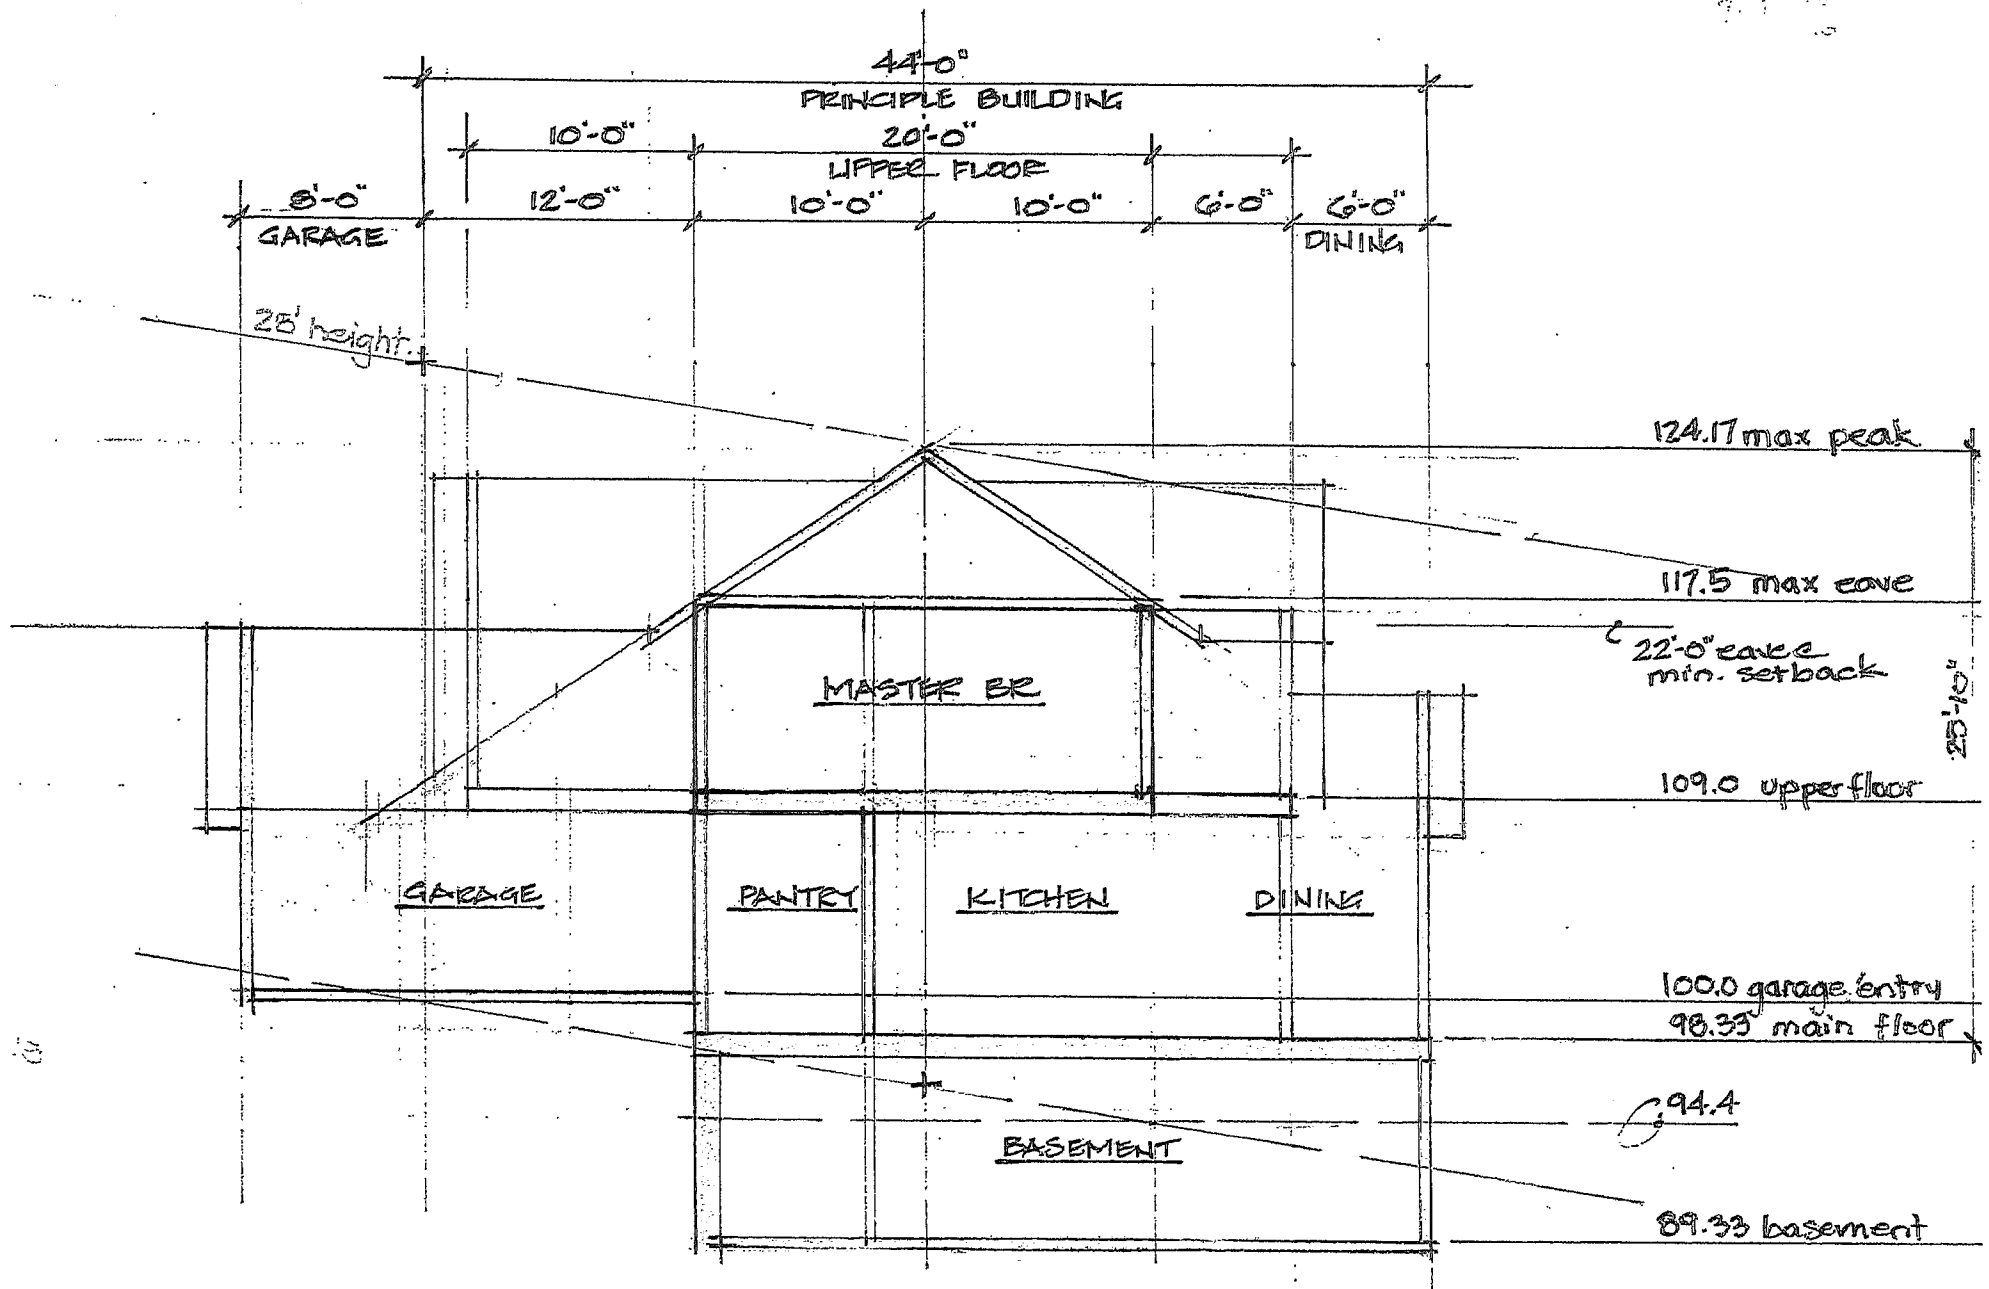 44'-0"
PRINCIPLE BUILDING
10'-0" 20'-0"
UPPER FLOOR
8'-0" 12'-0" 10'-0" 10'-0" 6'-0" 6'-0"
GARAGE DINING
height
124.17 max peak
117.5 max eave
22'-0" eave @
min. setback
MASTER BR
25'-10"
109.0 upper floor
GARAGE PANTRY KITCHEN DINING
100.0 garage/entry
98.33 main floor
94.4
BASEMENT
89.33 basement